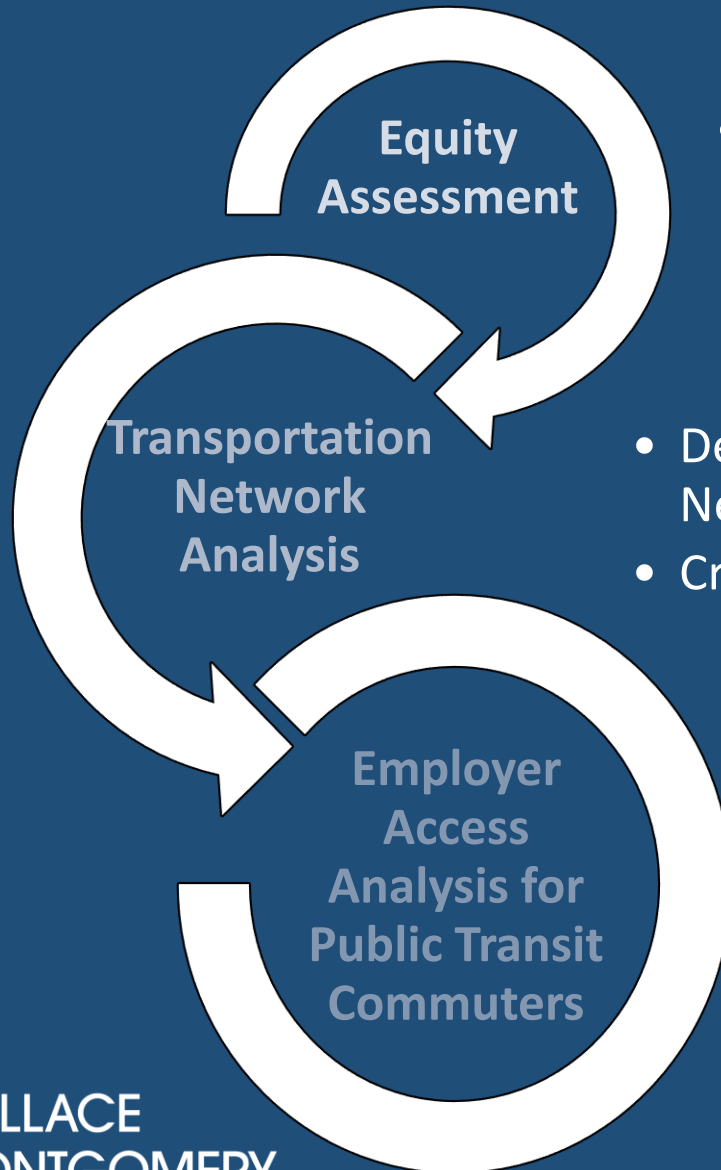 Equity
Assessment
Transportation
Network
Analysis
Employer
Access
Analysis for
Public Transit
Commuters